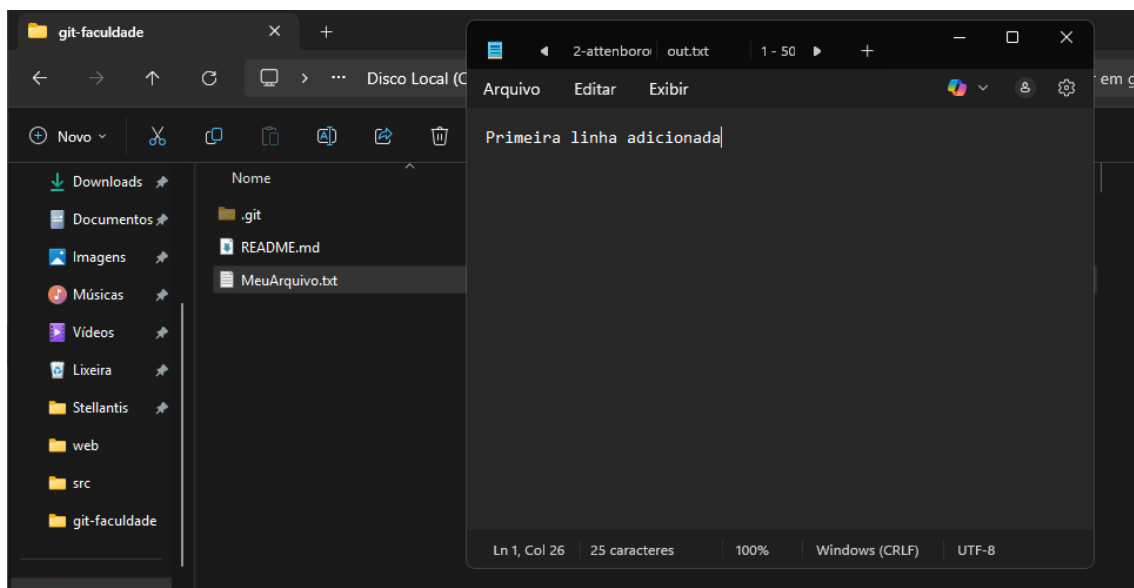 git-faculdade
Disco Local (C
Novo
Downloads
Documentos
Imagens
Músicas
Vídeos
Lixeira
Stellantis
web
src
git-faculdade
Nome
.git
README.md
MeuArquivo.txt
2-attenboro
out.txt
1 - 50
Arquivo Editar Exibir
Primeira linha adicionada
Ln 1, Col 26 25 caracteres 100% Windows (CRLF) UTF-8
em g